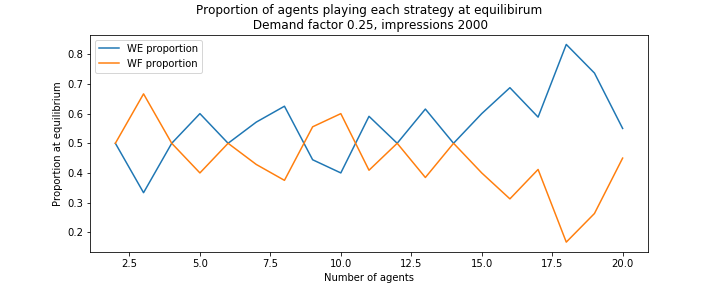 Proportion of agents playing each strategy at equilibirum
Demand factor 0.25, impressions 2000
WE proportion
WF proportion
Proportion at equilibrium
0.8
0.7
0.6
0.5
0.4
0.3
0.2
2.5 5.0 7.5 10.0 12.5 15.0 17.5 20.0
Number of agents